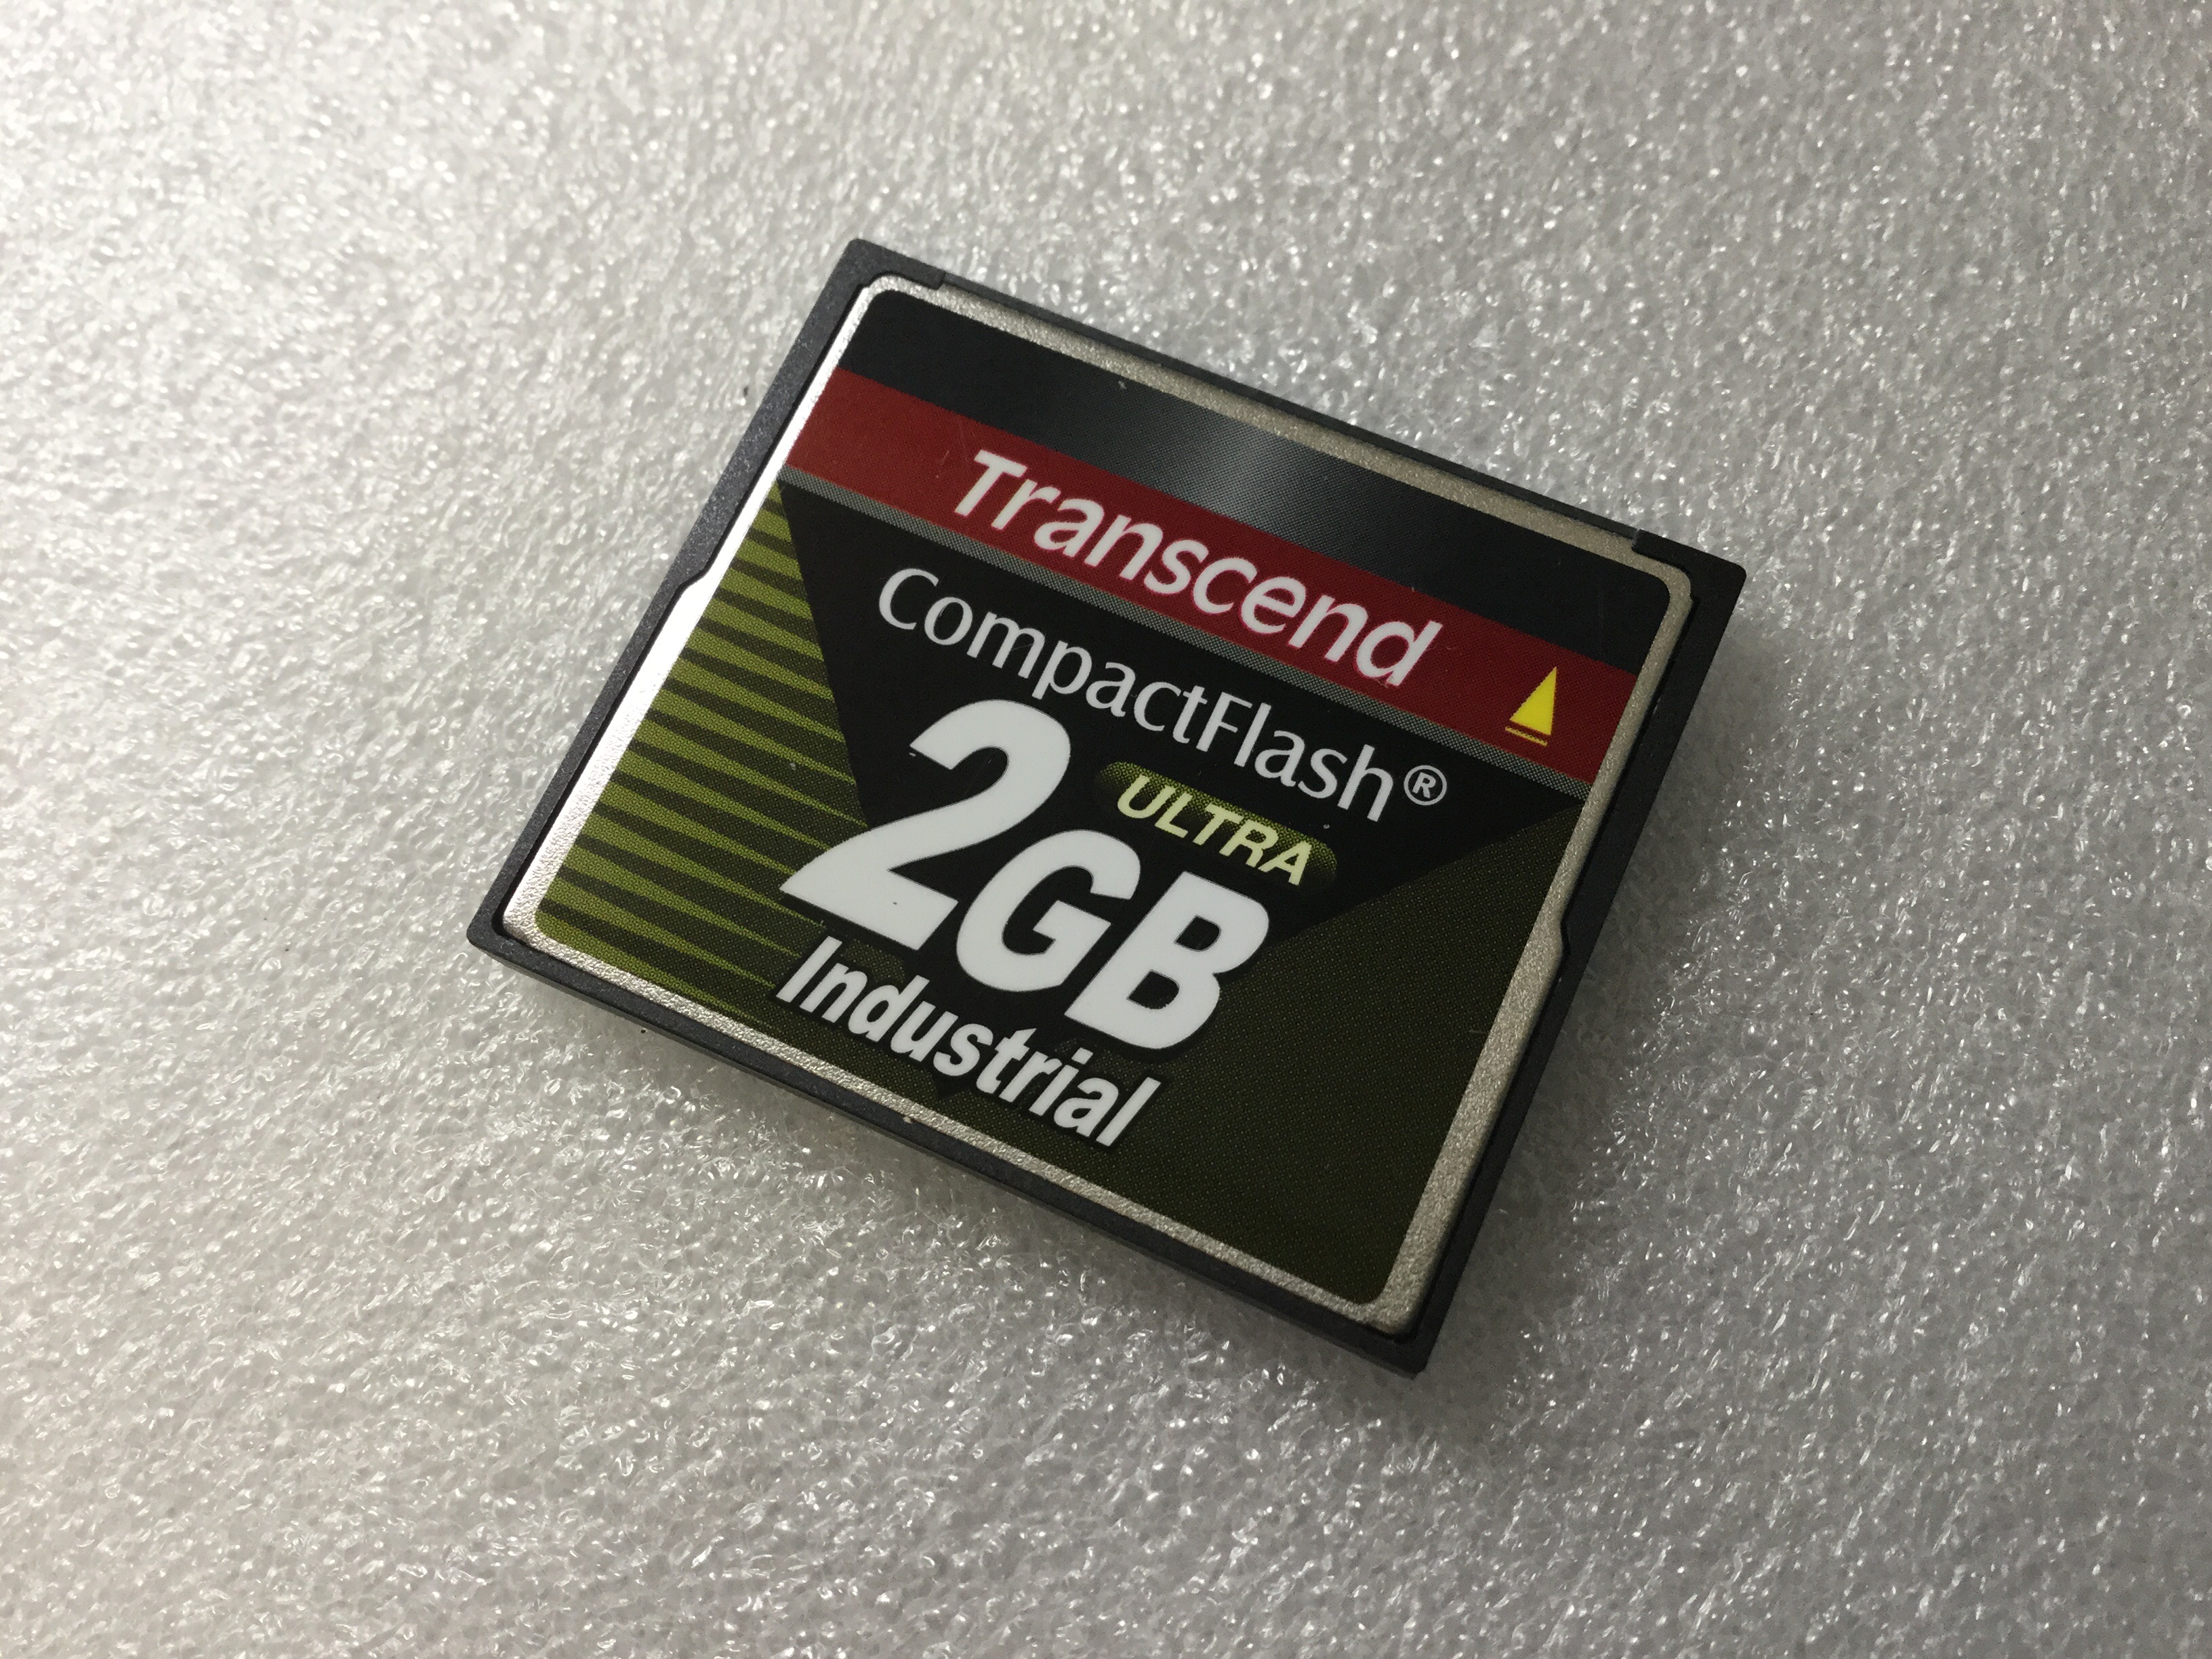 Transcend
CompactFlash®
ULTRA
2GB
Industrial